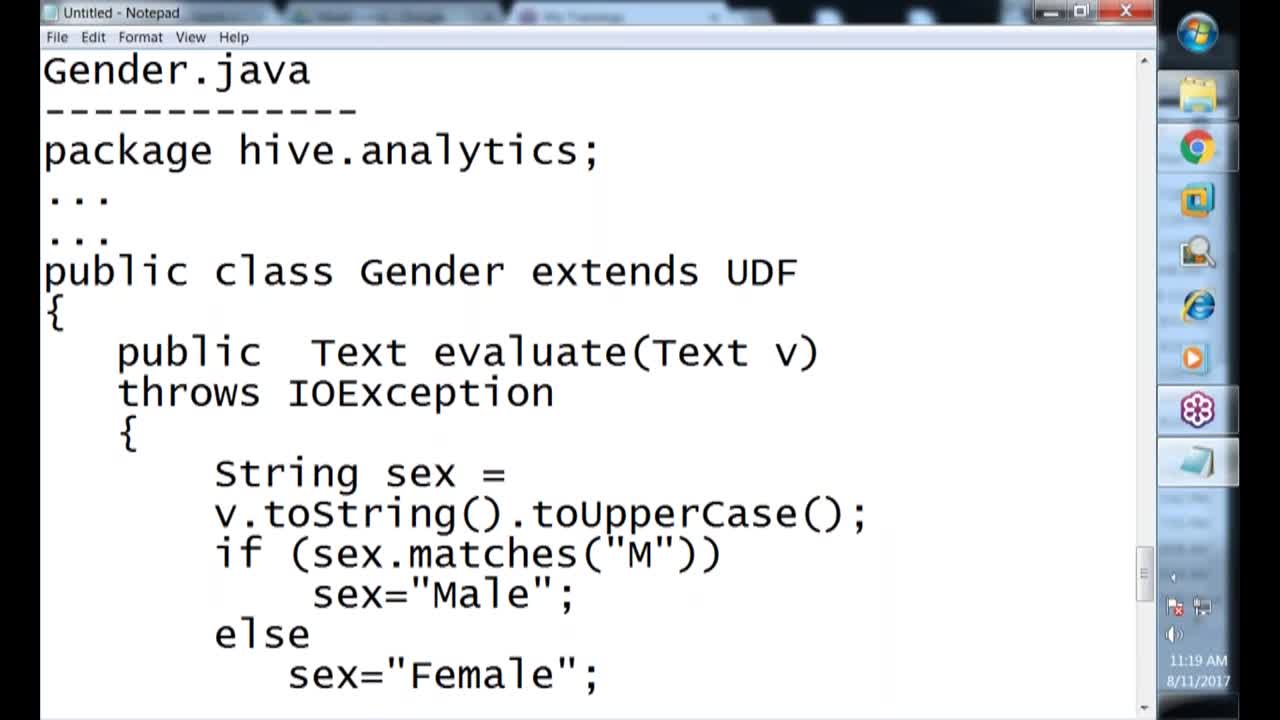 Untitled - Notepad
File Edit Format View Help
Gender.java
-------------
package hive.analytics;
...
...
public class Gender extends UDF
{
public  Text evaluate(Text v)
throws IOException
{
String sex =
v.toString().toUpperCase();
if (sex.matches("M"))
sex="Male";
else
sex="Female";
11:19 AM
8/11/2017